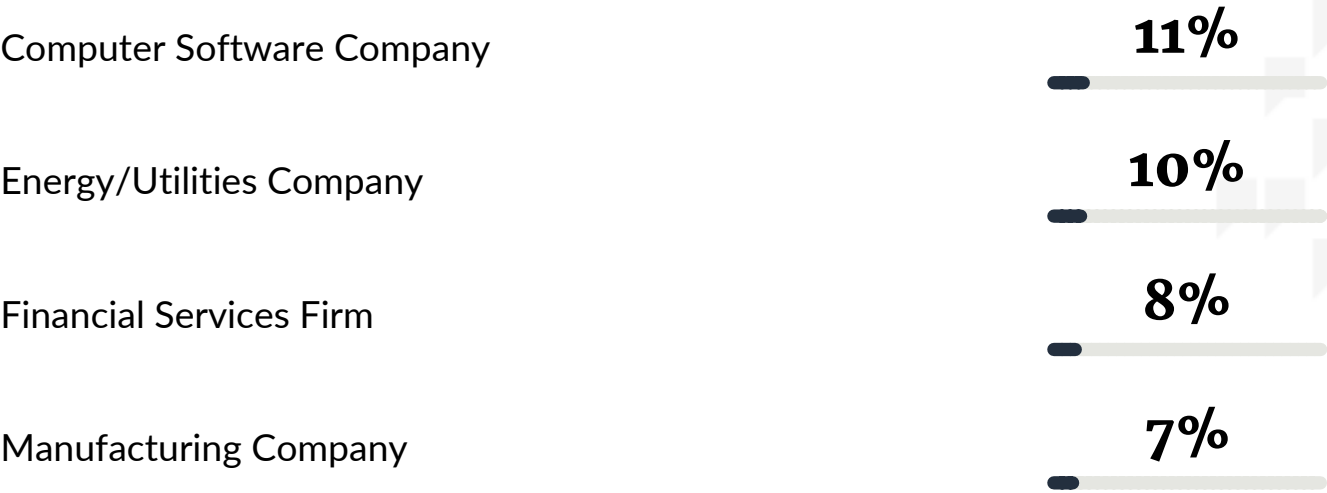 Computer Software Company 11%
Energy/Utilities Company 10%
Financial Services Firm 8%
Manufacturing Company 7%